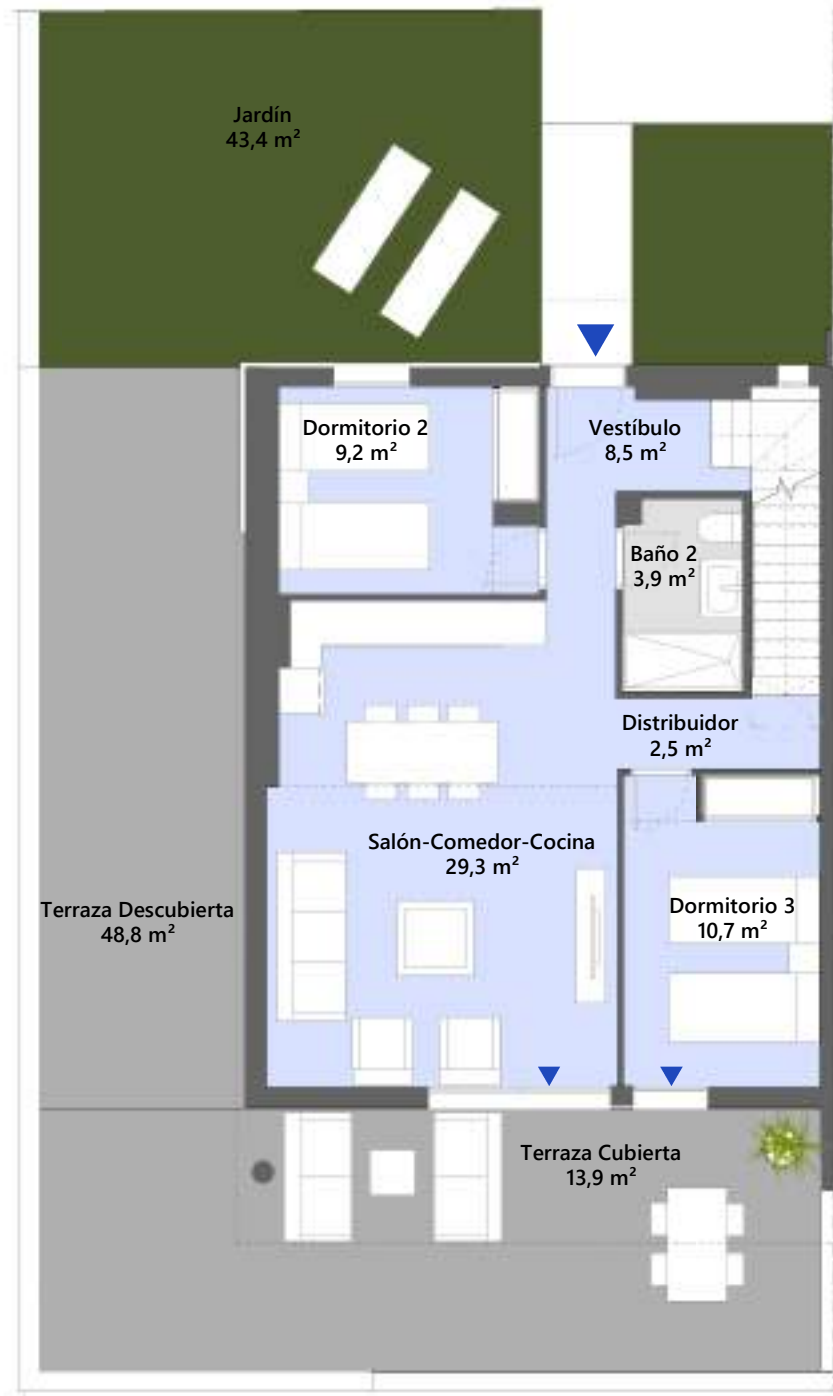 Jardín
43,4 m²
Dormitorio 2
9,2 m²
Vestíbulo
8,5 m²
Baño 2
3,9 m²
Distribuidor
2,5 m²
Salón-Comedor-Cocina
29,3 m²
Terraza Descubierta
48,8 m²
Dormitorio 3
10,7 m²
Terraza Cubierta
13,9 m²